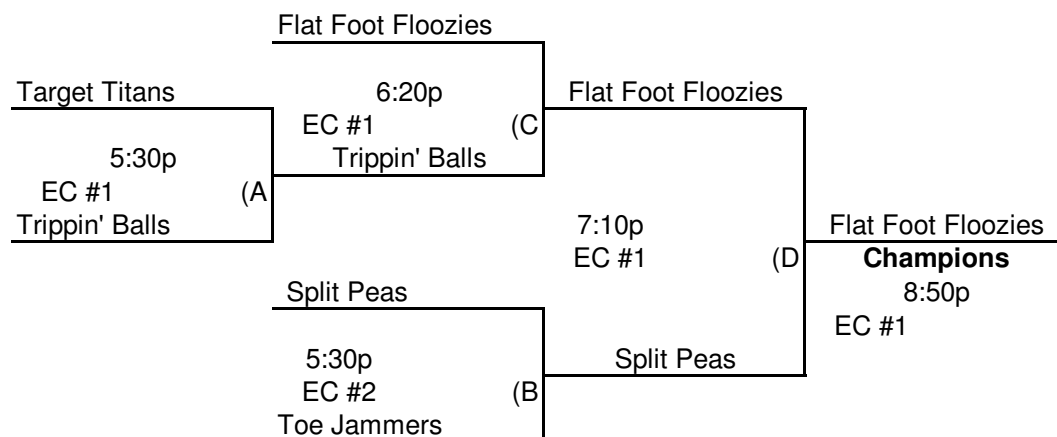 Flat Foot Floozies
Target Titans
6:20p
Flat Foot Floozies
EC #1
(C
5:30p
Trippin' Balls
EC #1
(A
Trippin' Balls
7:10p
Flat Foot Floozies
EC #1
(D
Champions
Split Peas
8:50p
EC #1
5:30p
Split Peas
EC #2
(B
Toe Jammers